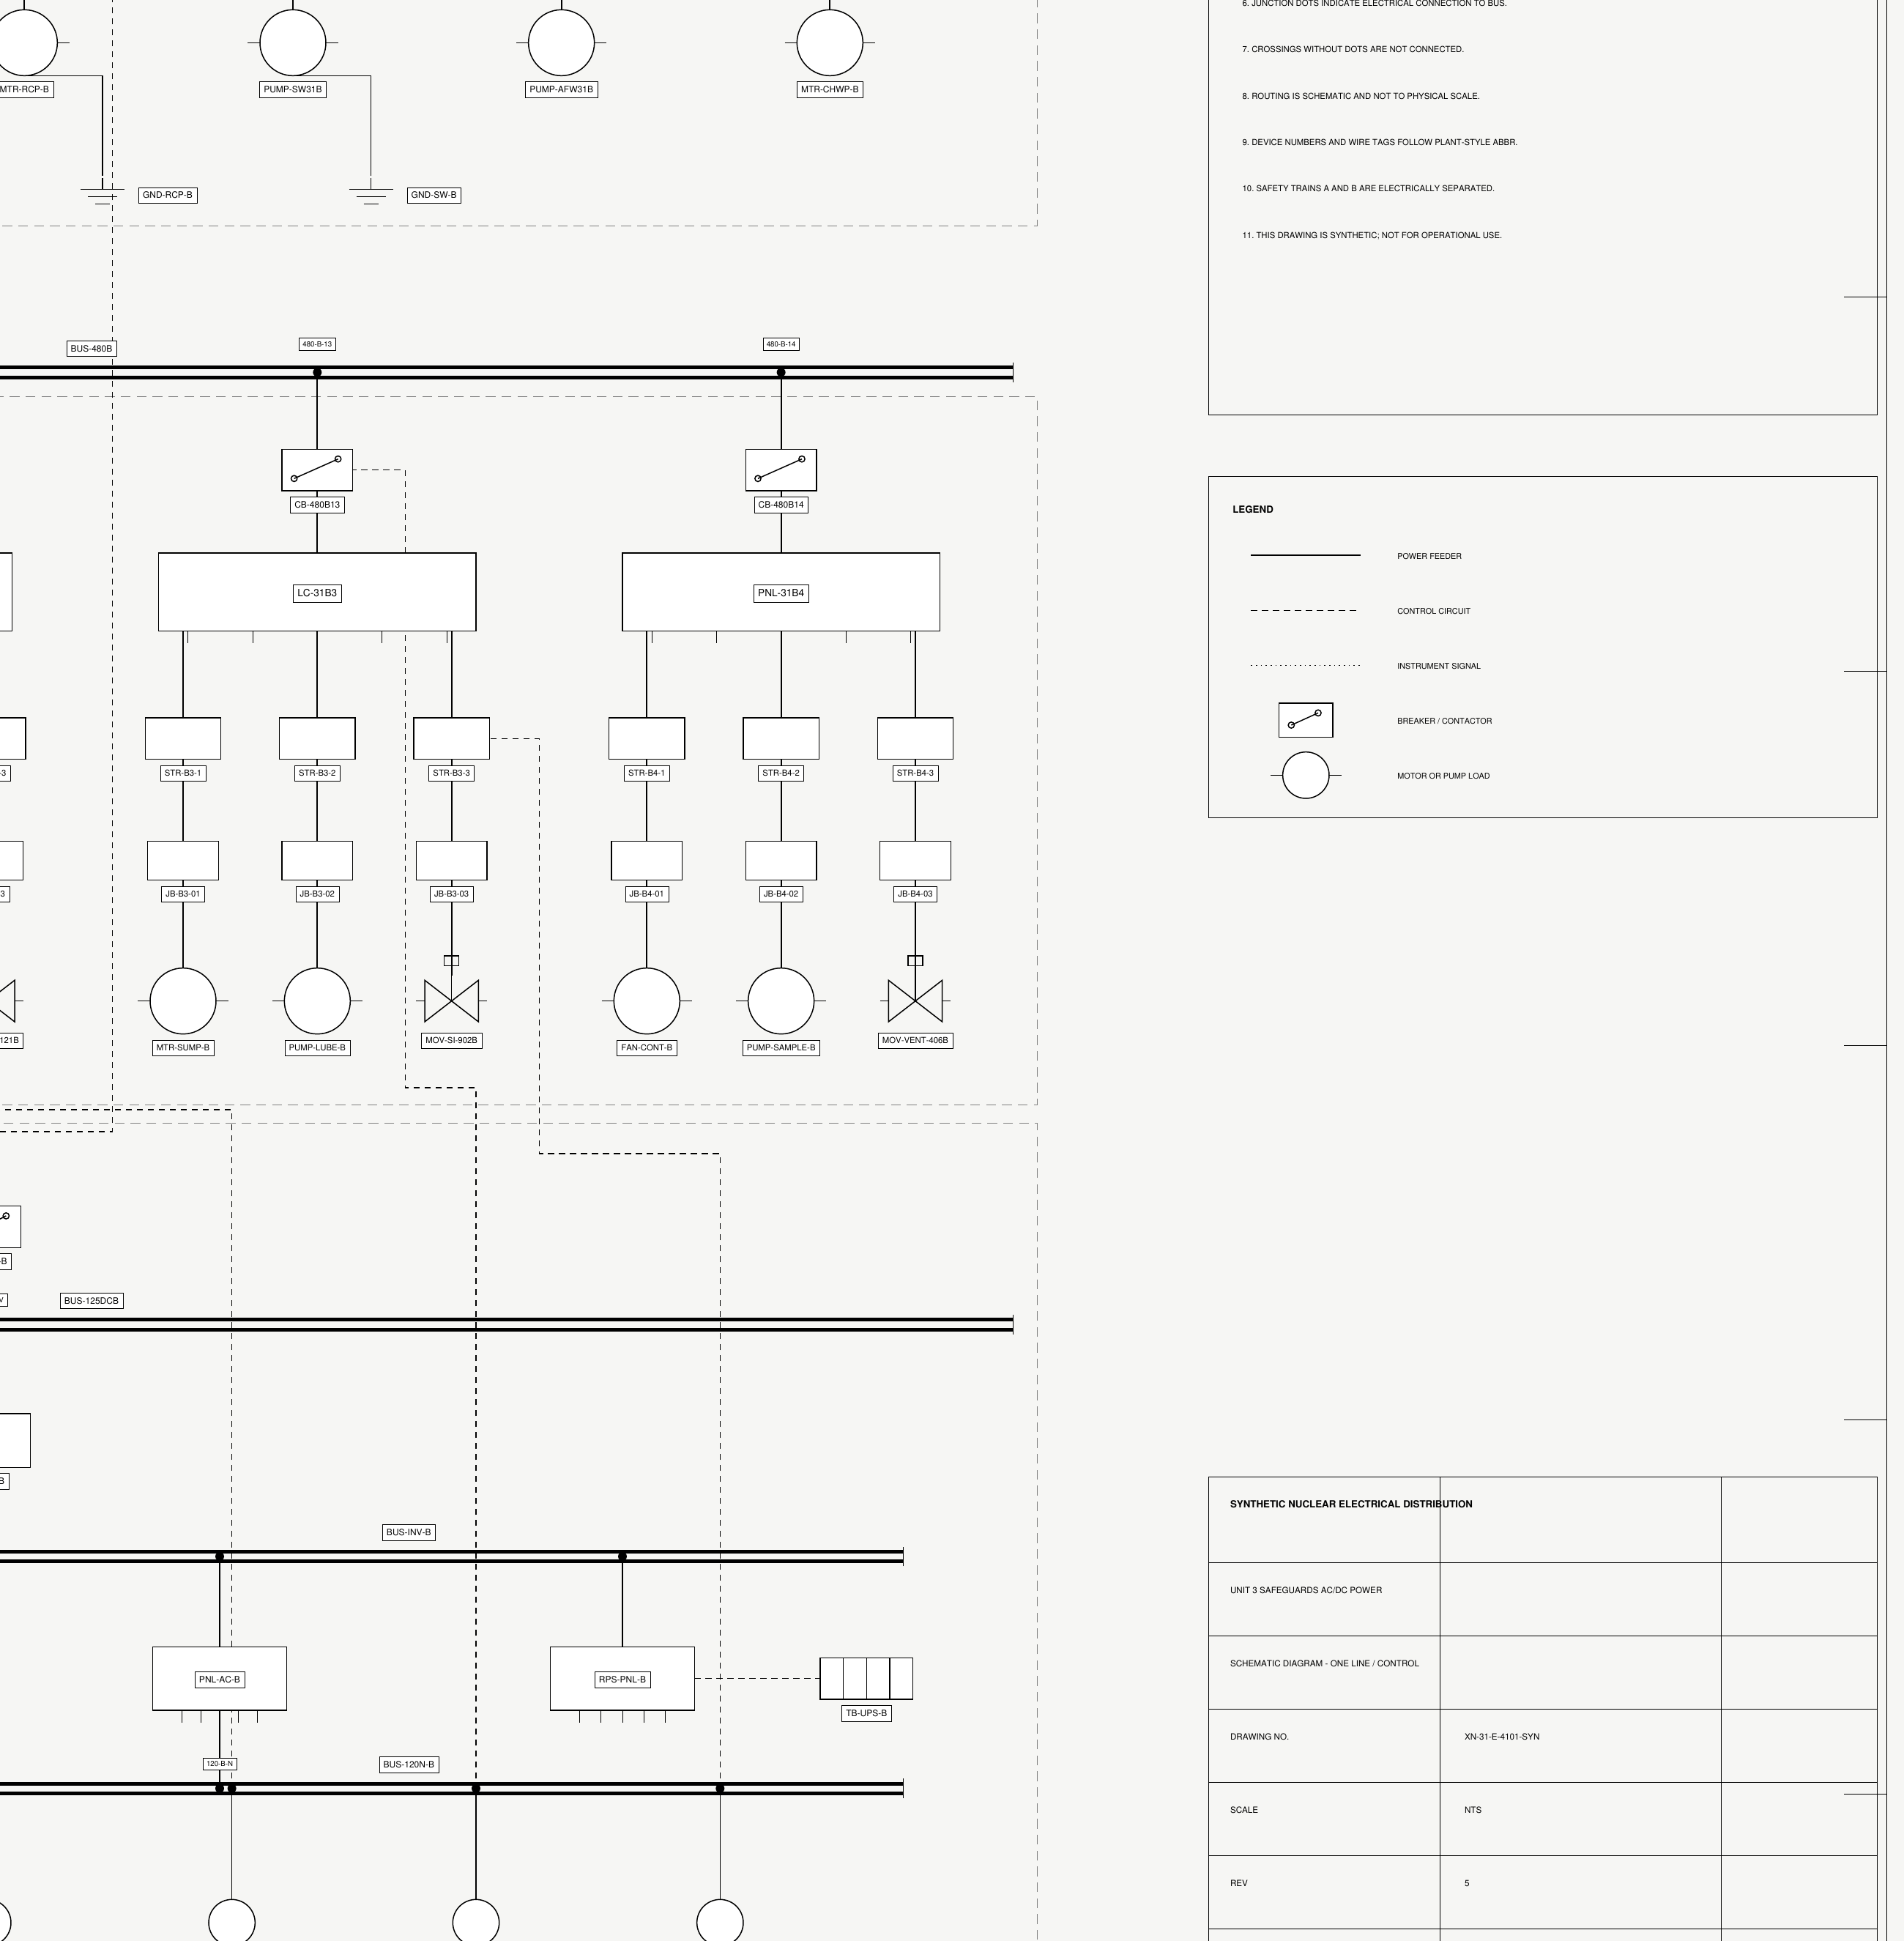 6. JUNCTION DOTS INDICATE ELECTRICAL CONNECTION TO BUS.
7. CROSSINGS WITHOUT DOTS ARE NOT CONNECTED.
8. ROUTING IS SCHEMATIC AND NOT TO PHYSICAL SCALE.
9. DEVICE NUMBERS AND WIRE TAGS FOLLOW PLANT-STYLE ABBR.
10. SAFETY TRAINS A AND B ARE ELECTRICALLY SEPARATED.
11. THIS DRAWING IS SYNTHETIC; NOT FOR OPERATIONAL USE.
MTR-RCP-B
PUMP-SW31B
PUMP-AFW31B
MTR-CHWP-B
GND-RCP-B
GND-SW-B
BUS-480B
480-B-13
480-B-14
CB-480B13
CB-480B14
LC-31B3
PNL-31B4
-3
STR-B3-1
STR-B3-2
STR-B3-3
STR-B4-1
STR-B4-2
STR-B4-3
3
JB-B3-01
JB-B3-02
JB-B3-03
JB-B4-01
JB-B4-02
JB-B4-03
121B
MTR-SUMP-B
PUMP-LUBE-B
MOV-SI-902B
FAN-CONT-B
PUMP-SAMPLE-B
MOV-VENT-406B
-B
BUS-125DCB
B
BUS-INV-B
PNL-AC-B
RPS-PNL-B
TB-UPS-B
120-B-N
BUS-120N-B
LEGEND
POWER FEEDER
CONTROL CIRCUIT
INSTRUMENT SIGNAL
BREAKER / CONTACTOR
MOTOR OR PUMP LOAD
SYNTHETIC NUCLEAR ELECTRICAL DISTRIBUTION
UNIT 3 SAFEGUARDS AC/DC POWER
SCHEMATIC DIAGRAM - ONE LINE / CONTROL
DRAWING NO. XN-31-E-4101-SYN
SCALE NTS
REV 5